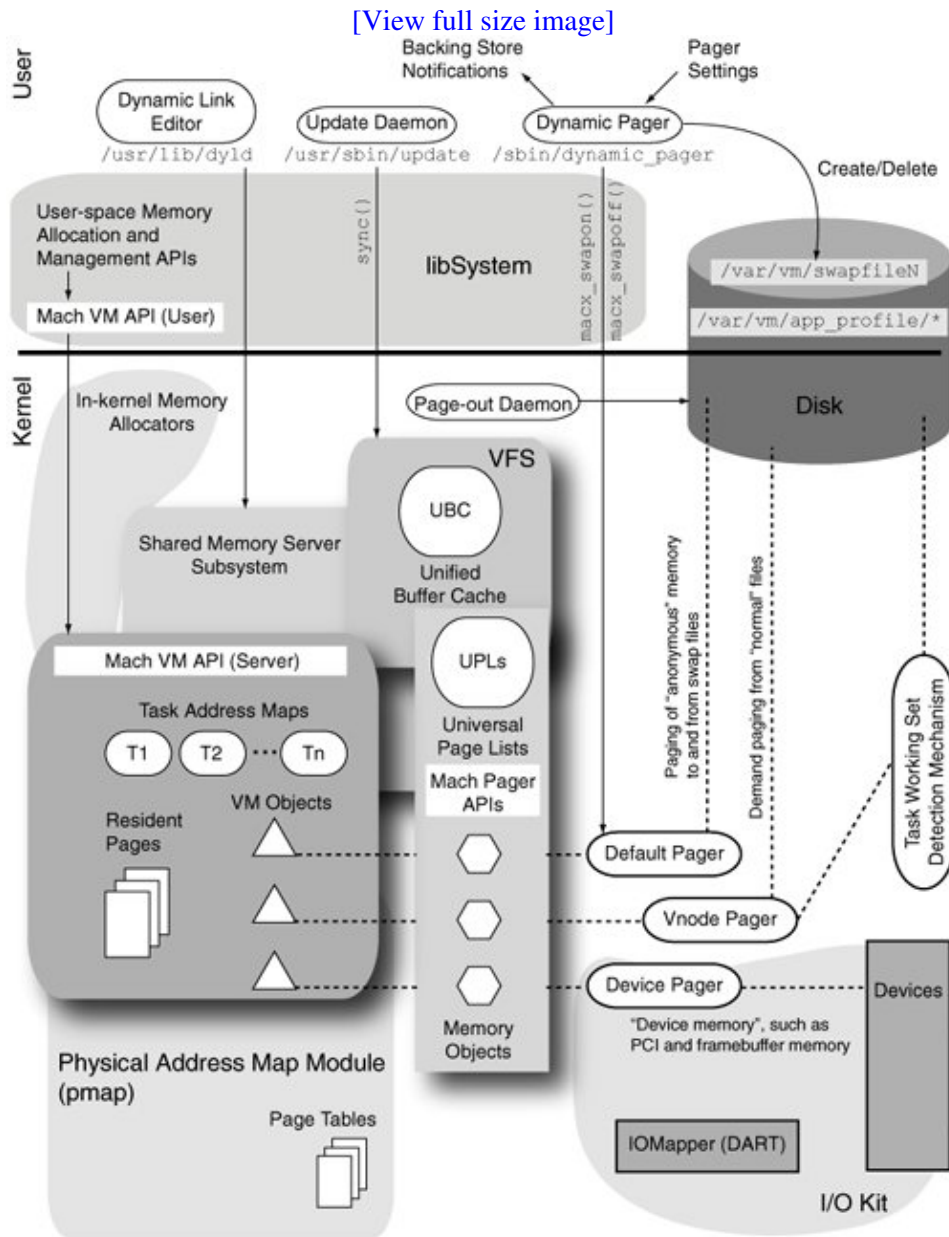 [View full size image]
User
Backing Store
Notifications
Pager
Settings
Dynamic Link
Editor
Update Daemon
Dynamic Pager
/usr/lib/dyld
/usr/sbin/update
/sbin/dynamic_pager
Create/Delete
User-space Memory
Allocation and
Management APIs
sync()
libSystem
macx_swapon()
macx_swapoff()
/var/vm/swapfileN
Mach VM API (User)
/var/vm/app_profile/*
Kernel
In-kernel Memory
Allocators
Page-out Daemon
Disk
VFS
UBC
Shared Memory Server
Subsystem
Unified
Buffer Cache
Paging of "anonymous" memory
to and from swap files
Demand paging from "normal" files
Task Working Set
Detection Mechanism
Mach VM API (Server)
UPLs
Task Address Maps
Universal
Page Lists
T1
T2
Tn
Mach Pager
APIs
VM Objects
Resident
Pages
Default Pager
Vnode Pager
Device Pager
Devices
Memory
Objects
"Device memory", such as
PCI and framebuffer memory
Physical Address Map Module
(pmap)
Page Tables
IOMapper (DART)
I/O Kit